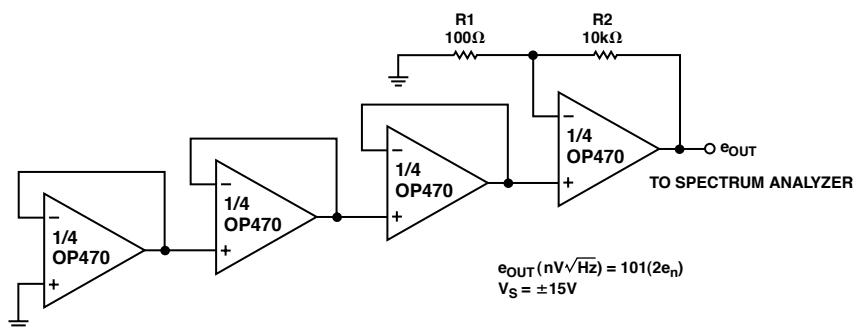 R1
100Ω
R2
10kΩ
−
+
1/4
OP470
eOUT
TO SPECTRUM ANALYZER
−
+
1/4
OP470
−
+
1/4
OP470
−
+
1/4
OP470
eOUT (nV√Hz) = 101(2en)
VS = ±15V